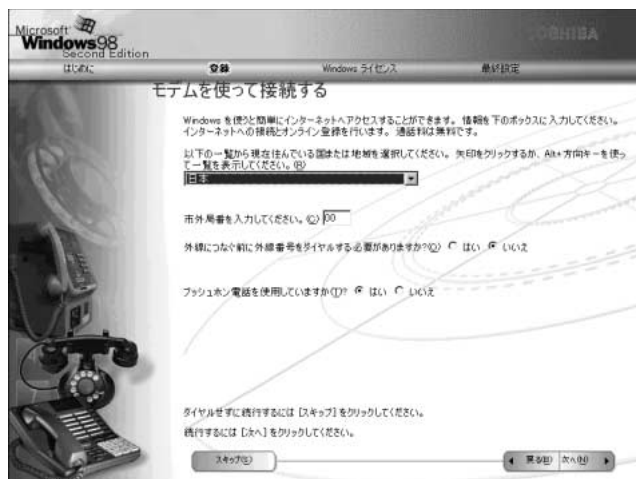 Microsoft
Windows98
Second Edition
TOSHIBA
はじめに 登録 Windows ライセンス 最終設定
モデムを使って接続する
Windows を使うと簡単にインターネットへアクセスすることができます。 情報を下のボックスに入力してください。
インターネットへの接続とオンライン登録を行います。 通話料は無料です。
以下の一覧から現在住んでいる国または地域を選択してください。 矢印をクリックするか、Alt+方向キーを使っ
て一覧を表示してください。(R)
日本
市外局番を入力してください。(C) 00
外線につなぐ前に外線番号をダイヤルする必要がありますか?(O) はい いいえ
プッシュホン電話を使用していますか(T)? はい いいえ
ダイヤルせずに続行するには [スキップ] をクリックしてください。
続行するには [次へ] をクリックしてください。
スキップ(S) 戻る(B) 次へ(N)